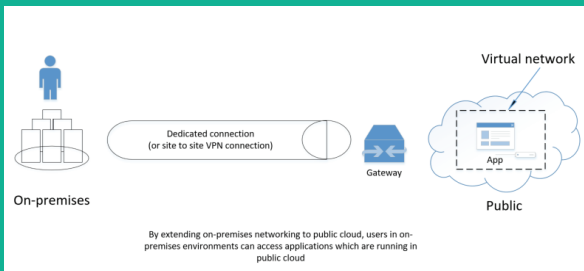 Virtual network
Dedicated connection
(or site to site VPN connection)
App
Gateway
On-premises
Public
By extending on-premises networking to public cloud, users in on-
premises environments can access applications which are running in
public cloud